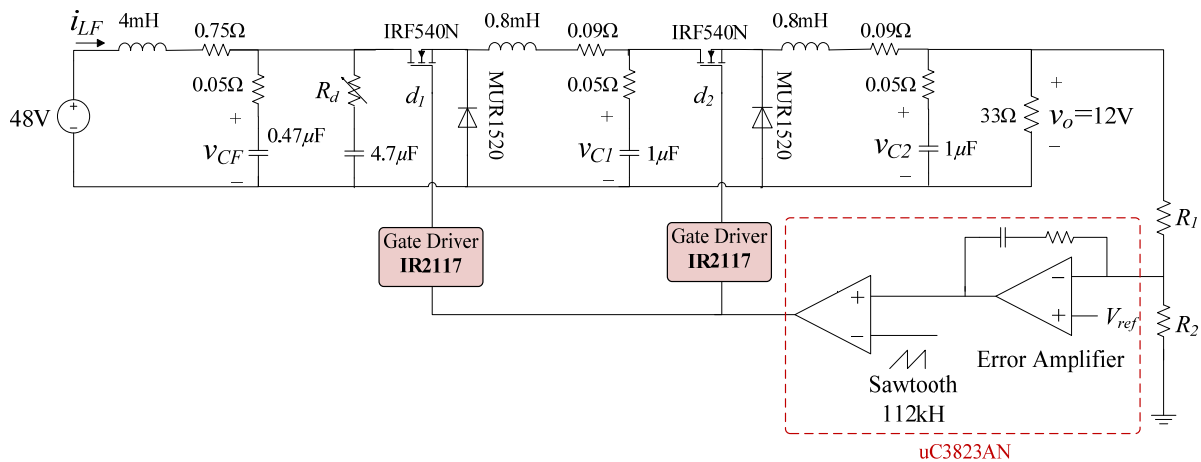 i_LF
4mH
0.75Ω
IRF540N
0.8mH
0.09Ω
IRF540N
0.8mH
0.09Ω
0.05Ω
R_d
d_1
MUR1520
0.05Ω
d_2
MUR1520
0.05Ω
48V
+
-
+
v_CF
−
0.47μF
4.7μF
+
v_C1
−
1μF
+
v_C2
−
1μF
33Ω
+
v_o=12V
−
Gate Driver
IR2117
Gate Driver
IR2117
R_1
R_2
+
−
−
+
V_ref
Error Amplifier
Sawtooth
112kH
uC3823AN